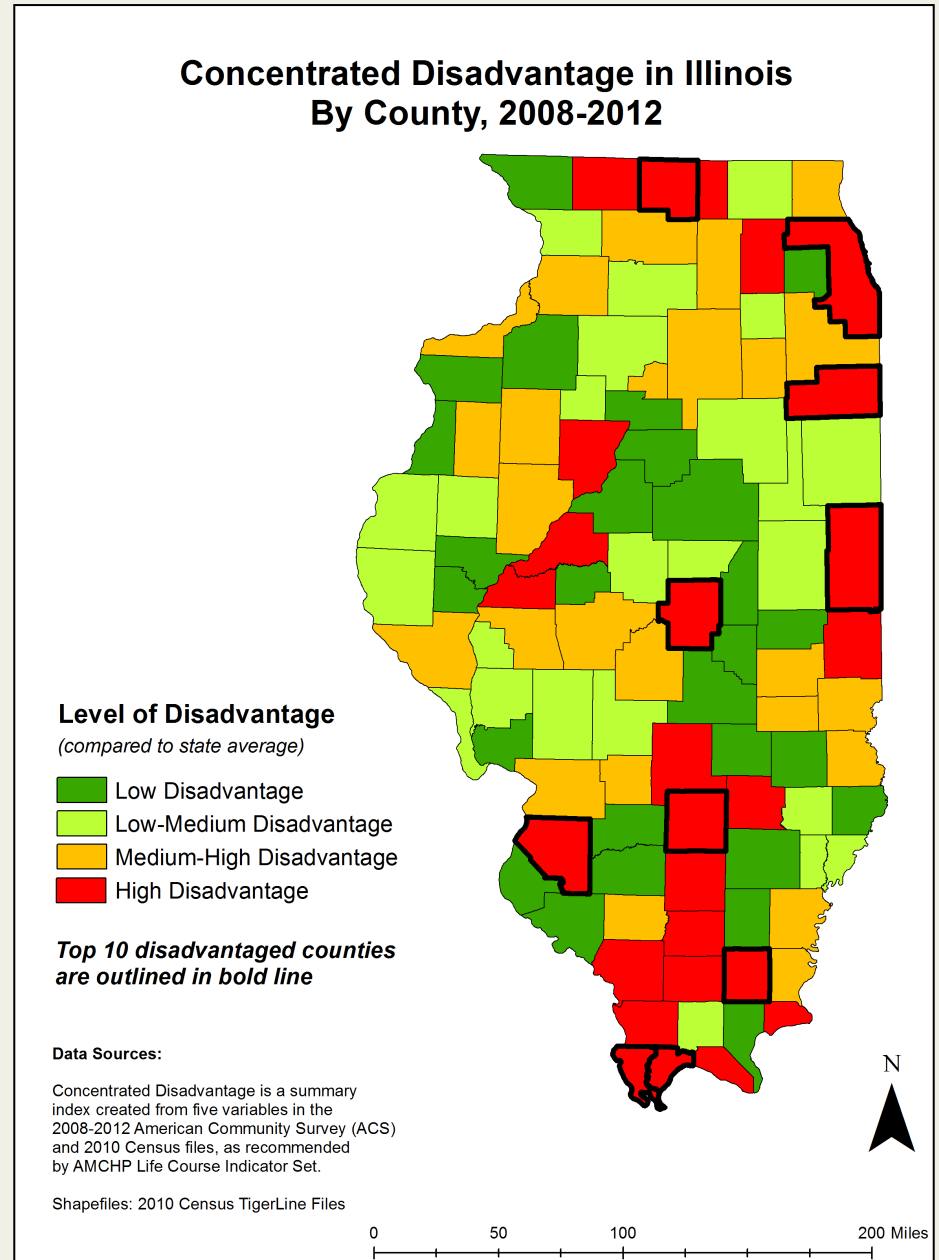 Concentrated Disadvantage in Illinois
By County, 2008-2012
Level of Disadvantage
(compared to state average)
Low Disadvantage
Low-Medium Disadvantage
Medium-High Disadvantage
High Disadvantage
Top 10 disadvantaged counties
are outlined in bold line
Data Sources:
Concentrated Disadvantage is a summary
index created from five variables in the
2008-2012 American Community Survey (ACS)
and 2010 Census files, as recommended
by AMCHP Life Course Indicator Set.
Shapefiles: 2010 Census TigerLine Files
N
0 50 100 200 Miles